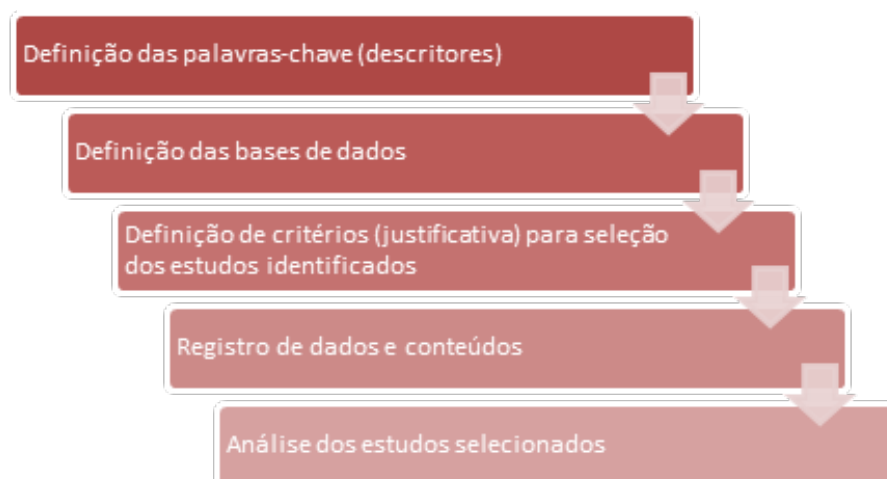 Definição das palavras-chave (descritores)
Definição das bases de dados
Definição de critérios (justificativa) para seleção
dos estudos identificados
Registro de dados e conteúdos
Análise dos estudos selecionados